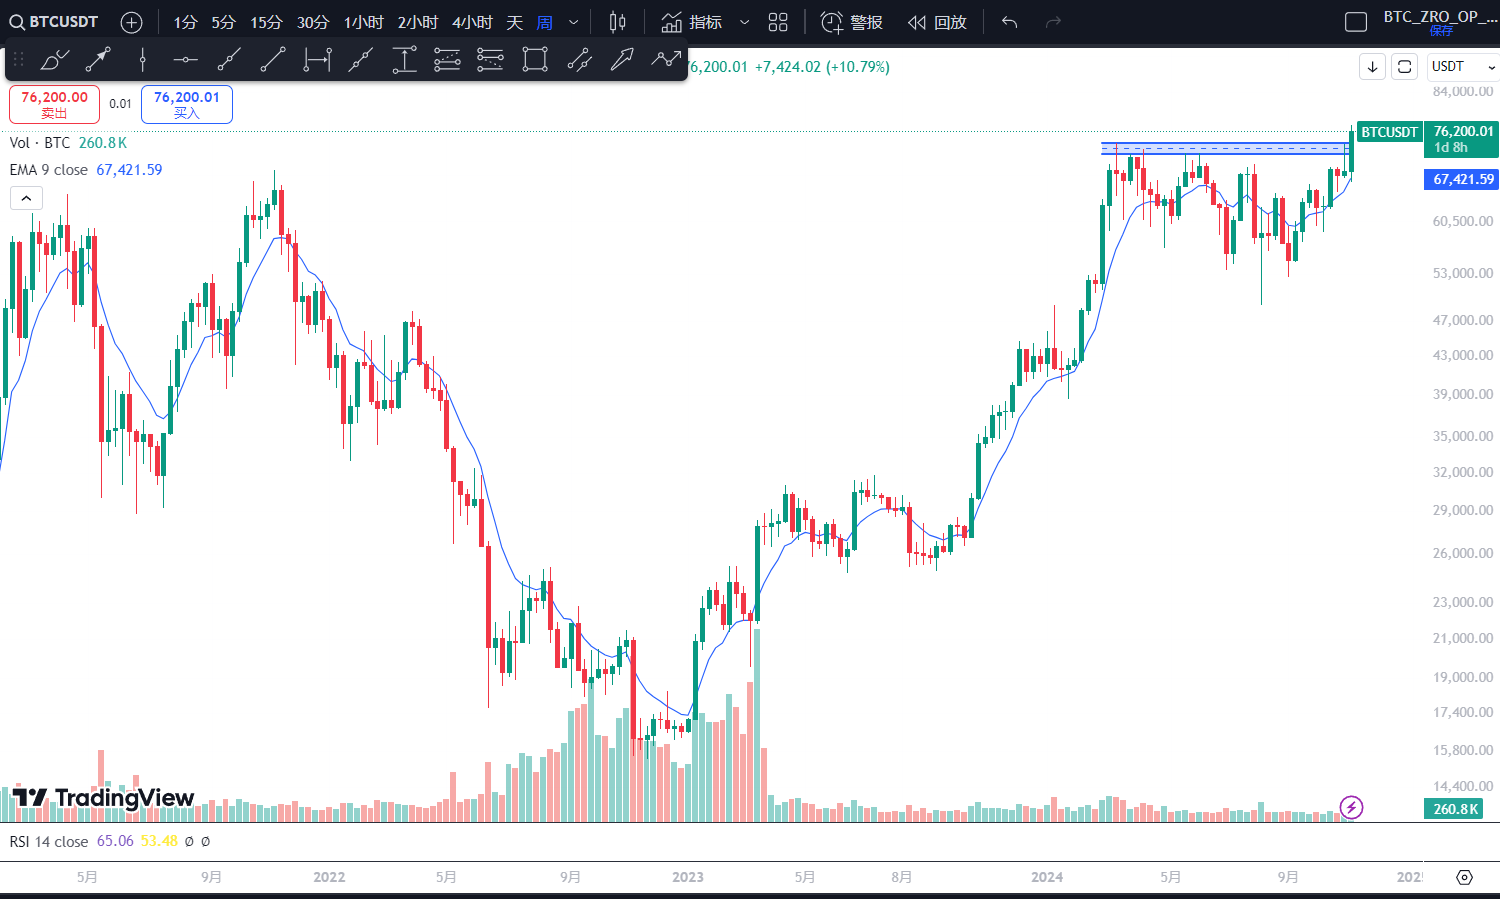 BTCUSDT 1分 5分 15分 30分 1小时 2小时 4小时 天 周 指标 警报 回放 BTC_ZRO_OP_...
保存
76,200.01 +7,424.02 (+10.79%)
USDT
84,000.00
76,200.00
卖出
0.01
76,200.01
买入
BTCUSDT 76,200.01
1d 8h
Vol · BTC 260.8K
EMA 9 close 67,421.59
67,421.59
60,500.00
53,000.00
47,000.00
43,000.00
39,000.00
35,000.00
32,000.00
29,000.00
26,000.00
23,000.00
21,000.00
19,000.00
17,400.00
15,800.00
14,400.00
TradingView
260.8K
RSI 14 close 65.06 53.48 Ø Ø
5月 9月 2022 5月 9月 2023 5月 8月 2024 5月 9月 202